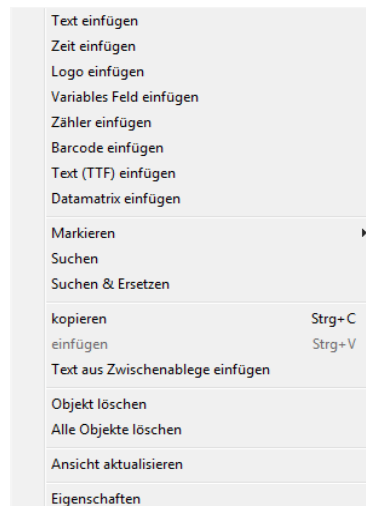 Text einfügen
Zeit einfügen
Logo einfügen
Variables Feld einfügen
Zähler einfügen
Barcode einfügen
Text (TTF) einfügen
Datamatrix einfügen
Markieren
Suchen
Suchen & Ersetzen
kopieren Strg+C
einfügen Strg+V
Text aus Zwischenablege einfügen
Objekt löschen
Alle Objekte löschen
Ansicht aktualisieren
Eigenschaften